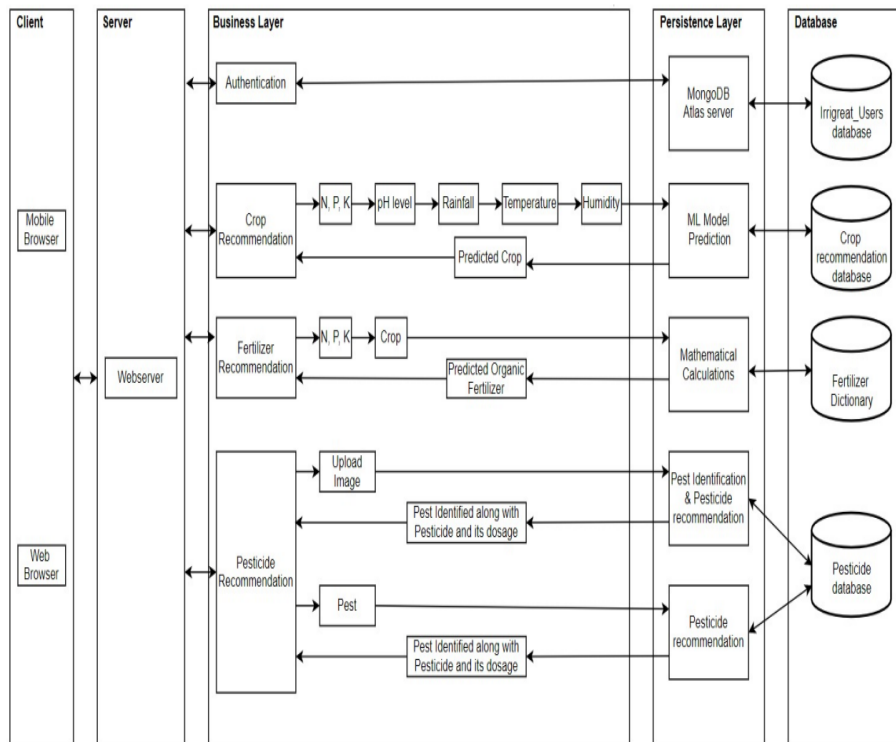 Client
Server
Business Layer
Persistence Layer
Database
Authentication
MongoDB
Atlas server
Irrigreat_Users
database
Mobile
Browser
Crop
Recommendation
N, P, K
pH level
Rainfall
Temperature
Humidity
Predicted Crop
ML Model
Prediction
Crop
recommendation
database
Webserver
Fertilizer
Recommendation
N, P, K
Crop
Predicted Organic
Fertilizer
Mathematical
Calculations
Fertilizer
Dictionary
Web
Browser
Pesticide
Recommendation
Upload
Image
Pest Identified along with
Pesticide and its dosage
Pest Identification
& Pesticide
recommendation
Pest
Pest Identified along with
Pesticide and its dosage
Pesticide
recommendation
Pesticide
database